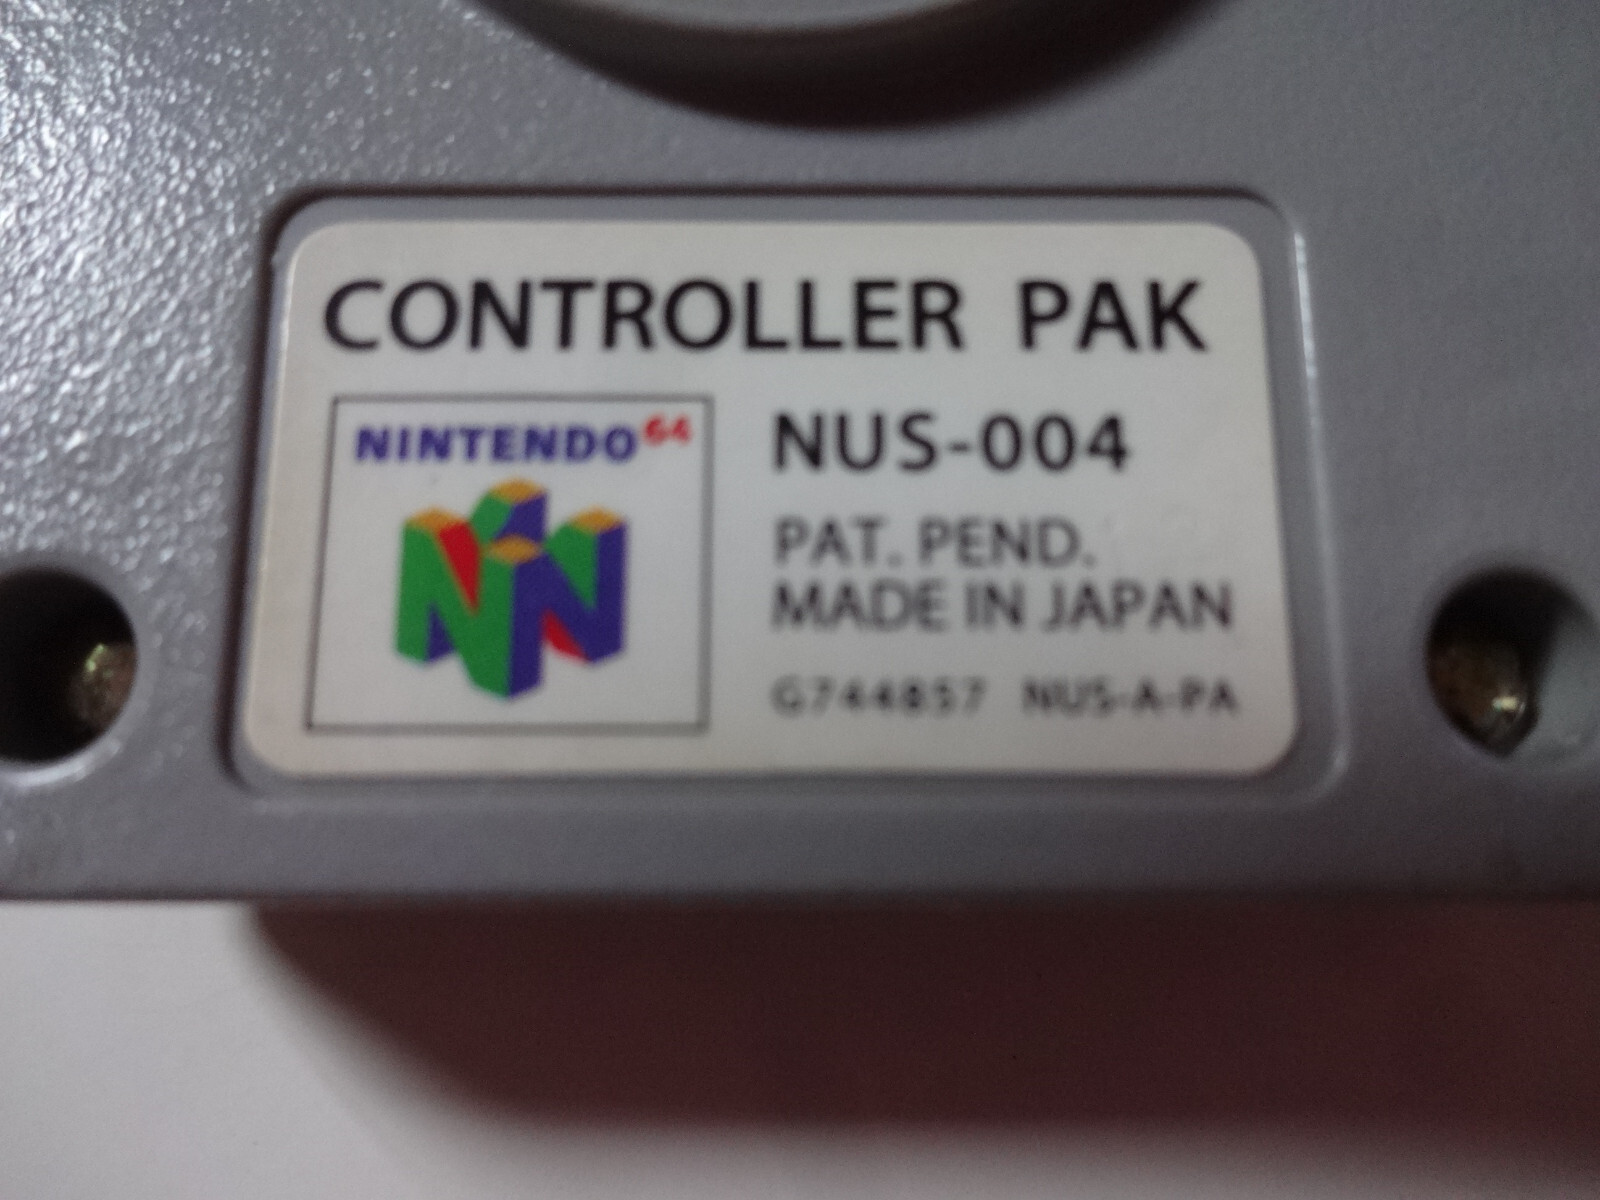 CONTROLLER PAK
NINTENDO64
NUS-004
PAT. PEND.
MADE IN JAPAN
G744857 NUS-A-PA